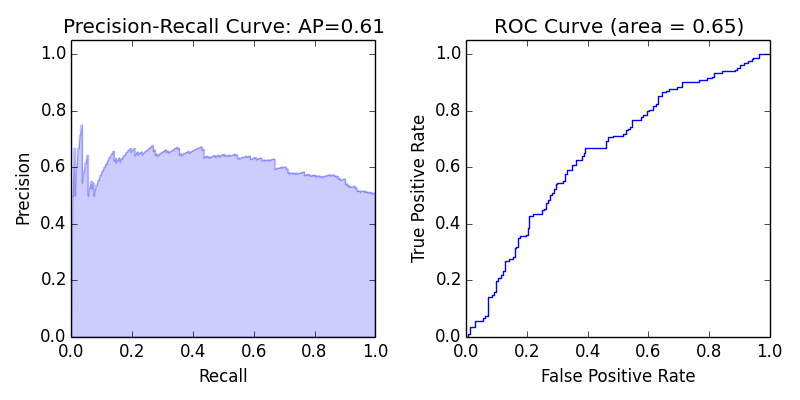 Precision-Recall Curve: AP=0.61
1.0
0.8
0.6
0.4
0.2
0.0
Precision
0.0 0.2 0.4 0.6 0.8 1.0
Recall
ROC Curve (area = 0.65)
1.0
0.8
0.6
0.4
0.2
0.0
True Positive Rate
0.0 0.2 0.4 0.6 0.8 1.0
False Positive Rate